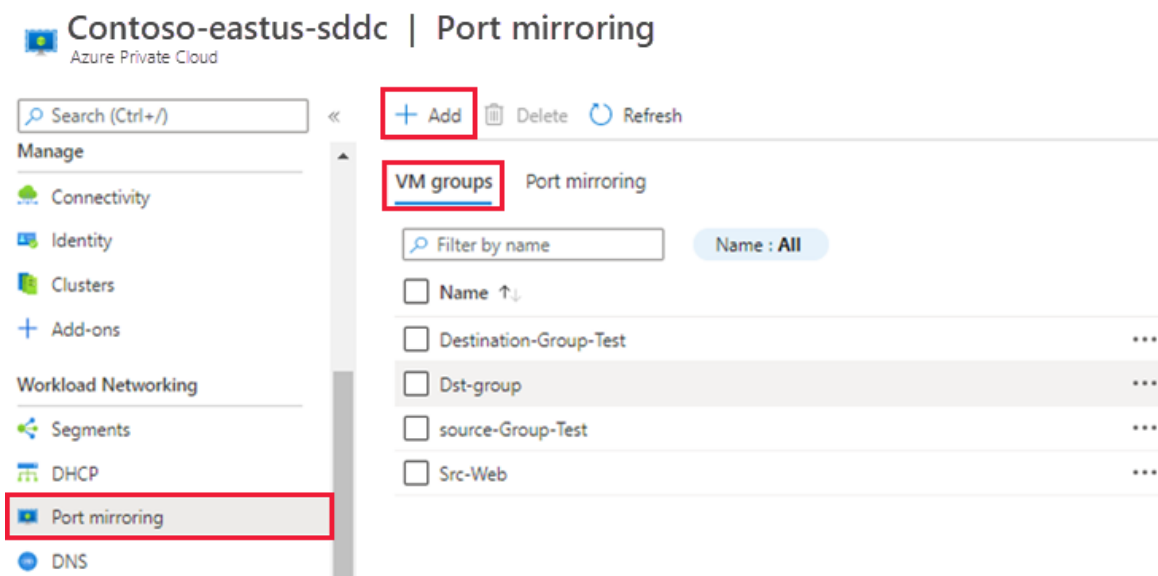 Contoso-eastus-sddc | Port mirroring
Azure Private Cloud
Search (Ctrl+/)
«
Manage
Connectivity
Identity
Clusters
Add-ons
Workload Networking
Segments
DHCP
Port mirroring
DNS
+ Add Delete Refresh
VM groups Port mirroring
Filter by name Name : All
Name ↑↓
Destination-Group-Test ...
Dst-group ...
source-Group-Test ...
Src-Web ...